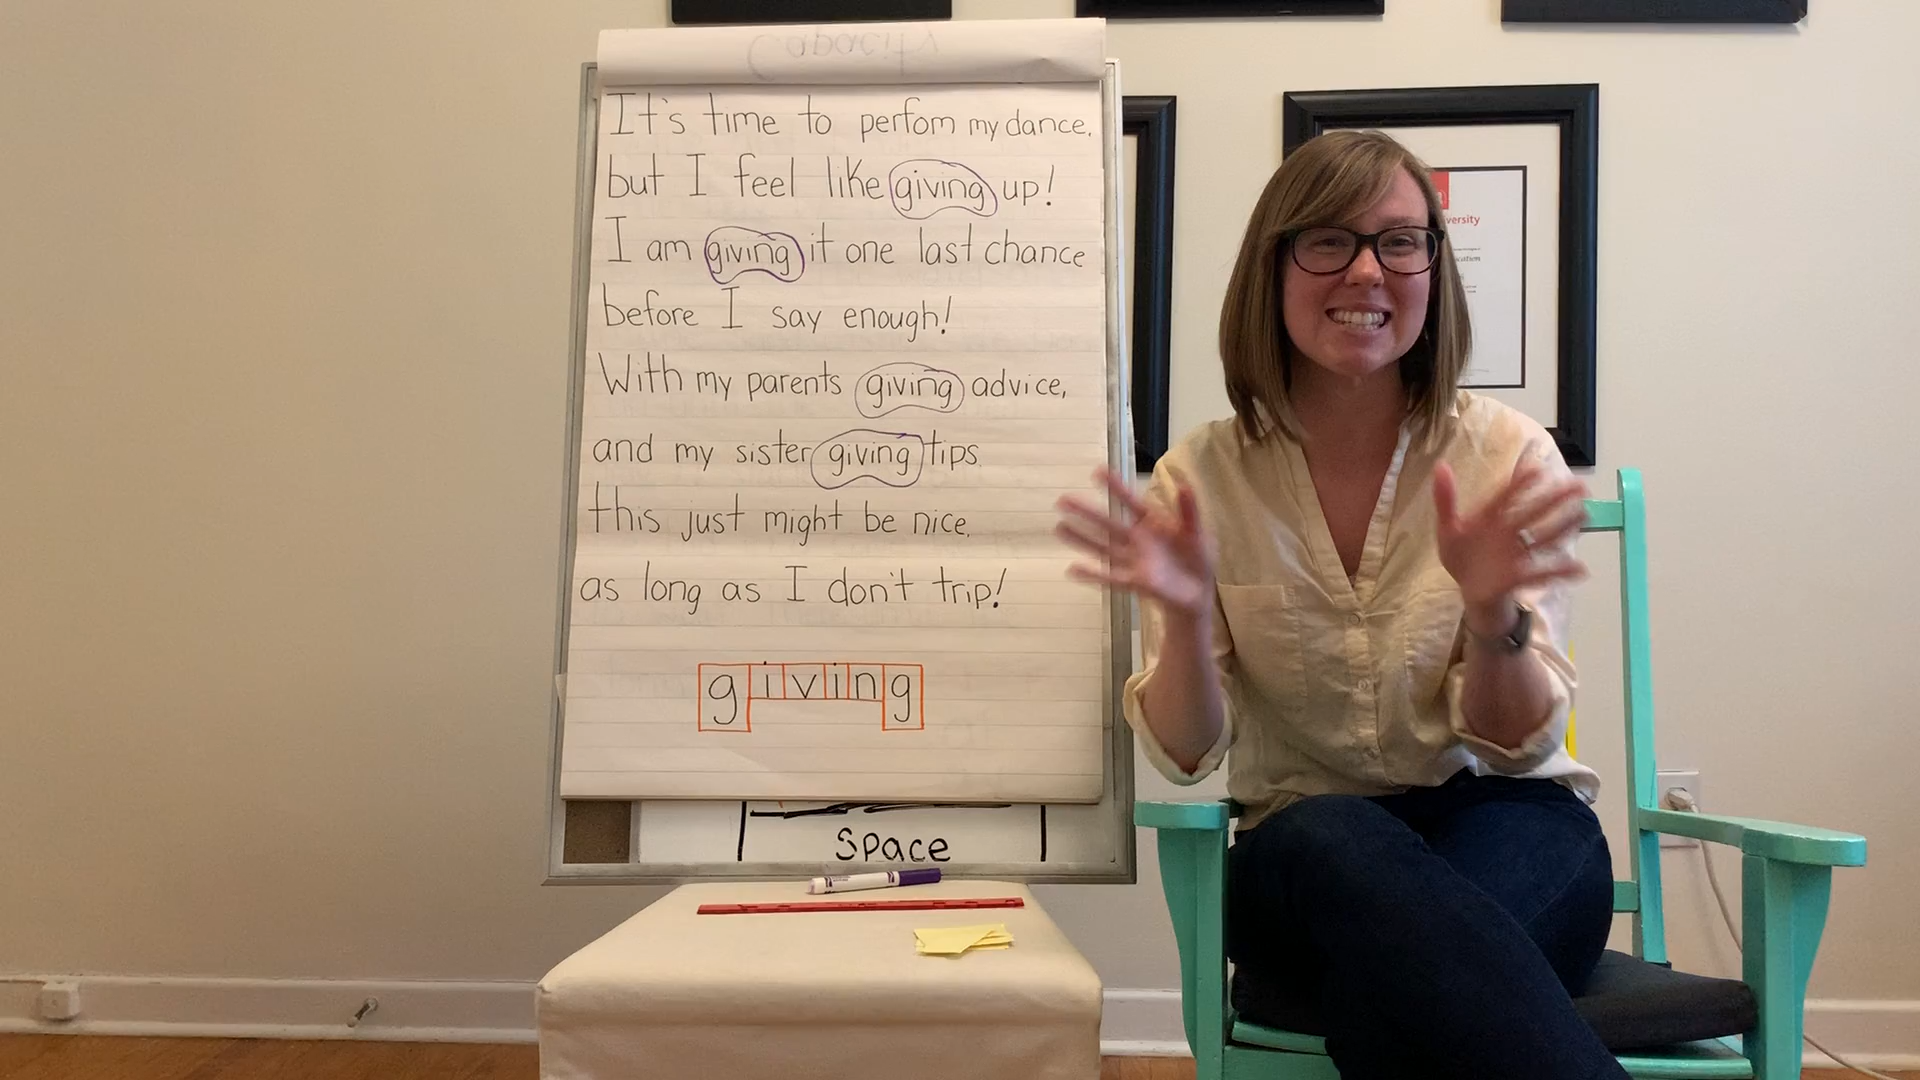 Capacity
It's time to perfom my dance,
but I feel like giving up!
I am giving it one last chance
before I say enough!
With my parents giving advice,
and my sister giving tips
this just might be nice,
as long as I don't trip!
giving
Space
versity